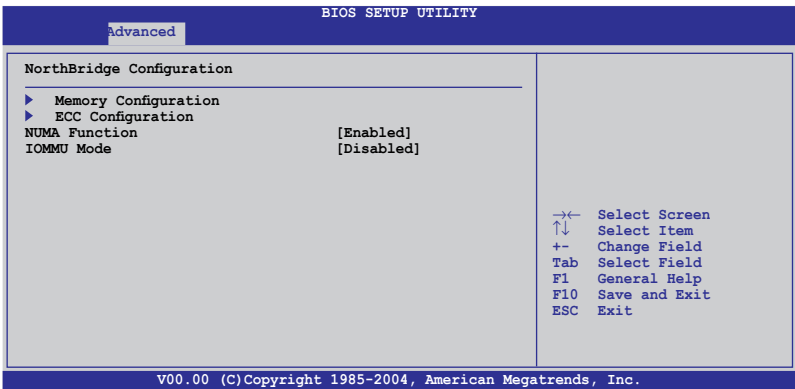 BIOS SETUP UTILITY
Advanced
NorthBridge Configuration
Memory Configuration
ECC Configuration
NUMA Function [Enabled]
IOMMU Mode [Disabled]
→← Select Screen
↑↓ Select Item
+- Change Field
Tab Select Field
F1 General Help
F10 Save and Exit
ESC Exit
V00.00 (C)Copyright 1985-2004, American Megatrends, Inc.